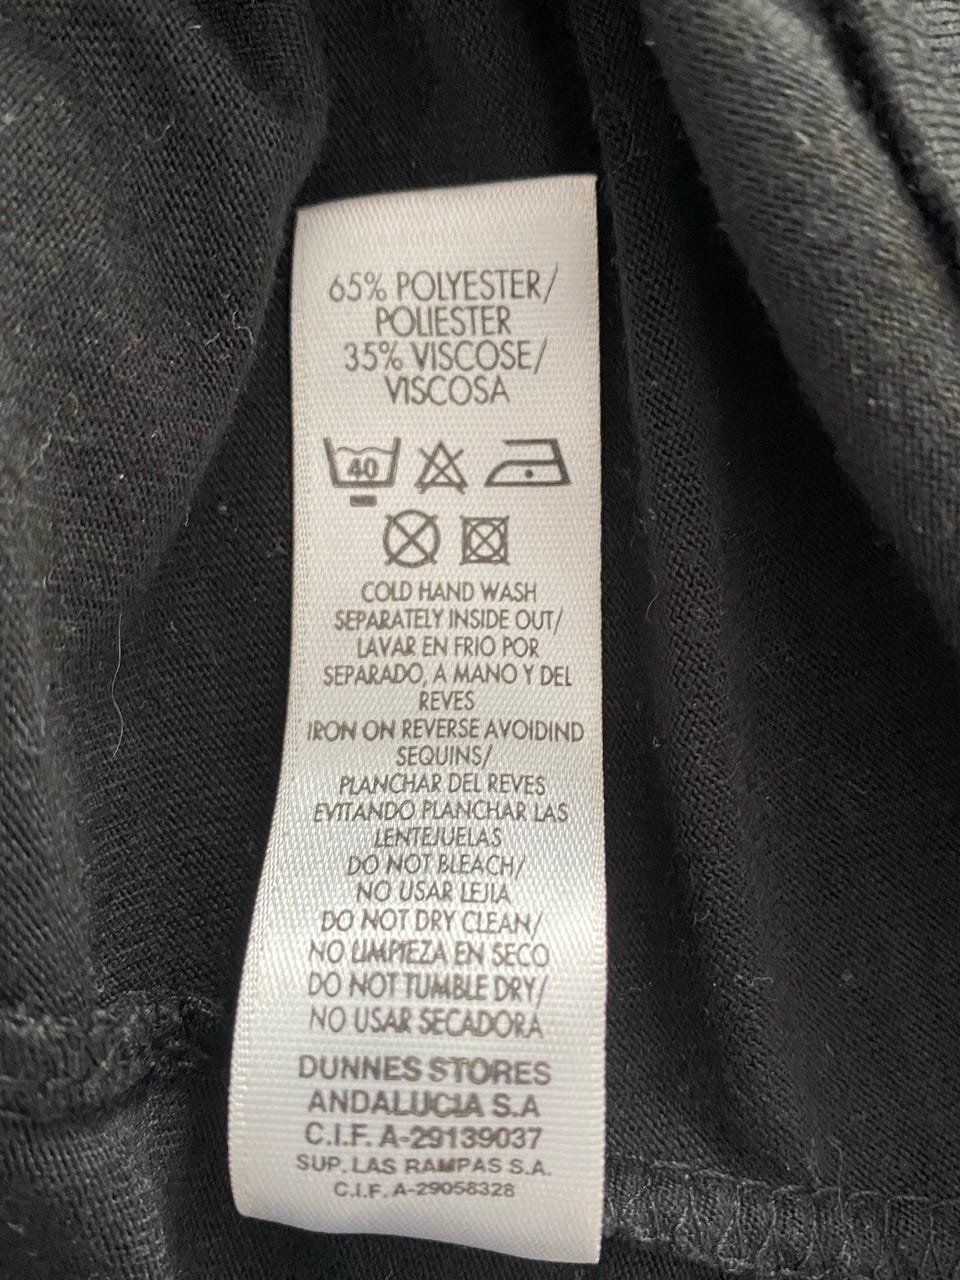 65% POLYESTER/
POLIESTER
35% VISCOSE/
VISCOSA
40
COLD HAND WASH
SEPARATELY INSIDE OUT/
LAVAR EN FRIO POR
SEPARADO, A MANO Y DEL
REVES
IRON ON REVERSE AVOIDIND
SEQUINS/
PLANCHAR DEL REVES
EVITANDO PLANCHAR LAS
LENTEJUELAS
DO NOT BLEACH/
NO USAR LEJIA
DO NOT DRY CLEAN/
NO LIMPIEZA EN SECO
DO NOT TUMBLE DRY/
NO USAR SECADORA
DUNNES STORES
ANDALUCIA S.A
C.I.F. A-29139037
SUP. LAS RAMPAS S.A.
C.I.F. A-29058328